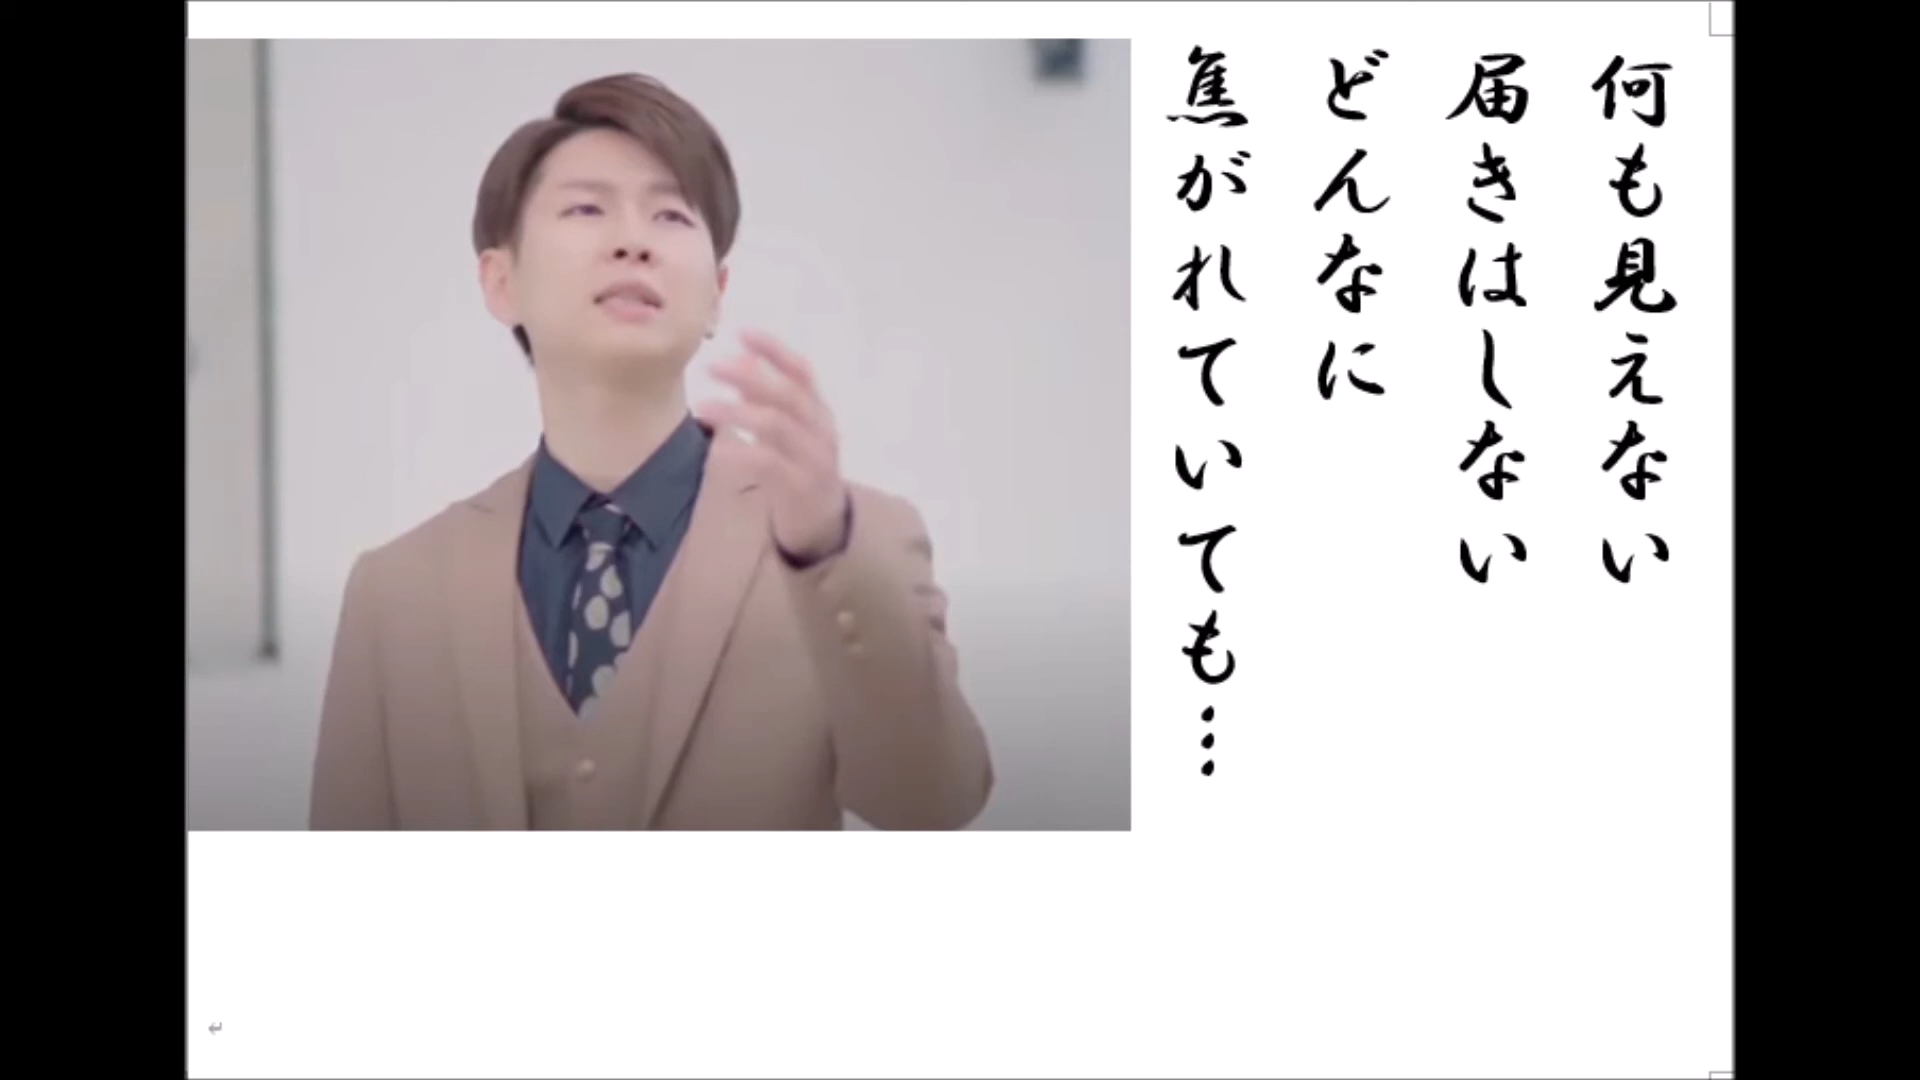 何も見えない
届きはしない
どんなに
焦がれていても…